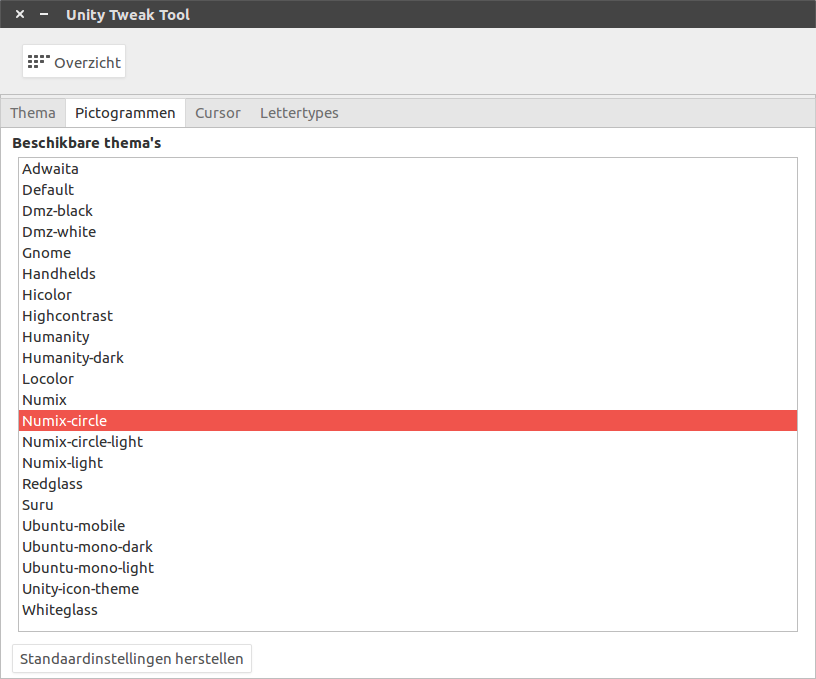 Unity Tweak Tool
Overzicht
Thema Pictogrammen Cursor Lettertypes
Beschikbare thema's
Adwaita
Default
Dmz-black
Dmz-white
Gnome
Handhelds
Hicolor
Highcontrast
Humanity
Humanity-dark
Locolor
Numix
Numix-circle
Numix-circle-light
Numix-light
Redglass
Suru
Ubuntu-mobile
Ubuntu-mono-dark
Ubuntu-mono-light
Unity-icon-theme
Whiteglass
Standaardinstellingen herstellen